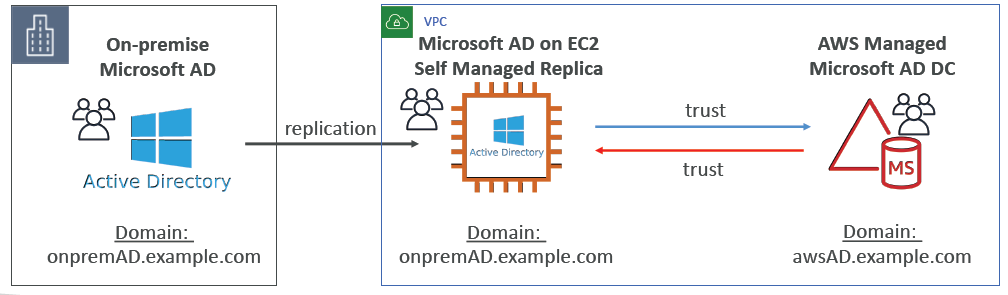 On-premise
Microsoft AD
Active Directory
Domain:
onpremAD.example.com
replication
VPC
Microsoft AD on EC2
Self Managed Replica
Active Directory
Domain:
onpremAD.example.com
trust
trust
AWS Managed
Microsoft AD DC
MS
Domain:
awsAD.example.com